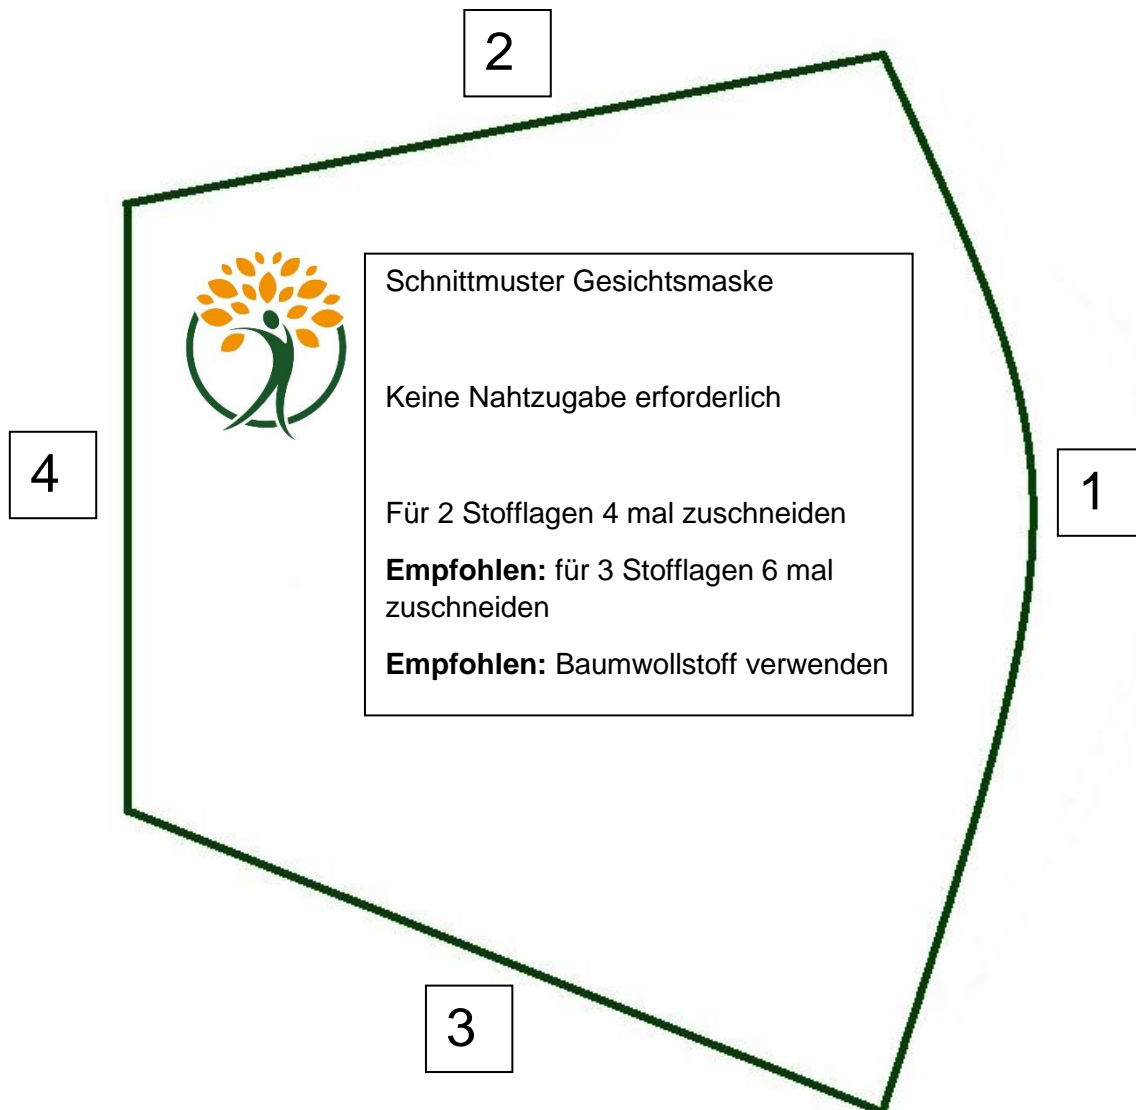 2
Schnittmuster Gesichtsmaske
Keine Nahtzugabe erforderlich
4
1
Für 2 Stofflagen 4 mal zuschneiden
Empfohlen: für 3 Stofflagen 6 mal
zuschneiden
Empfohlen: Baumwollstoff verwenden
3